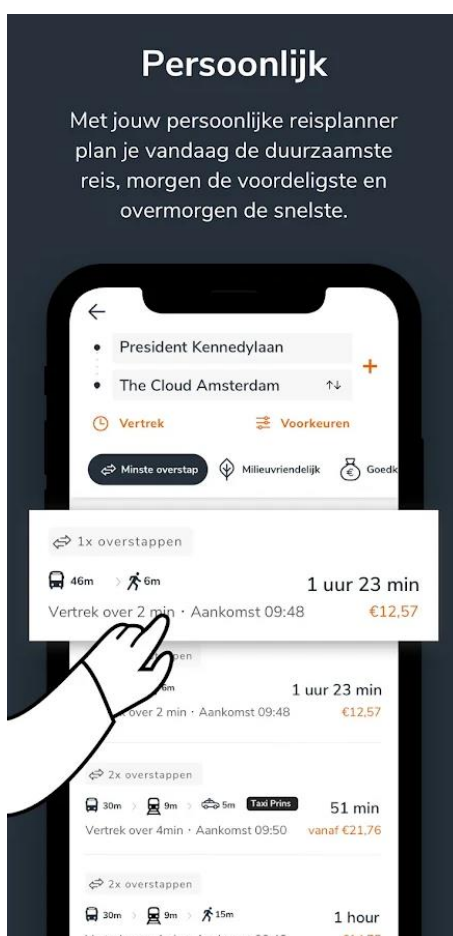 Persoonlijk
Met jouw persoonlijke reisplanner
plan je vandaag de duurzaamste
reis, morgen de voordeligste en
overmorgen de snelste.
President Kennedylaan
The Cloud Amsterdam
Vertrek
Voorkeuren
Minste overstap
Milieuvriendelijk
Goedk
1x overstappen
46m 6m
1 uur 23 min
Vertrek over 2 min · Aankomst 09:48
€12,57
pen
6m
1 uur 23 min
over 2 min · Aankomst 09:48
€12,57
2x overstappen
30m 9m 5m Taxi Prins
51 min
Vertrek over 4min · Aankomst 09:50
vanaf €21,76
2x overstappen
30m 9m 15m
1 hour